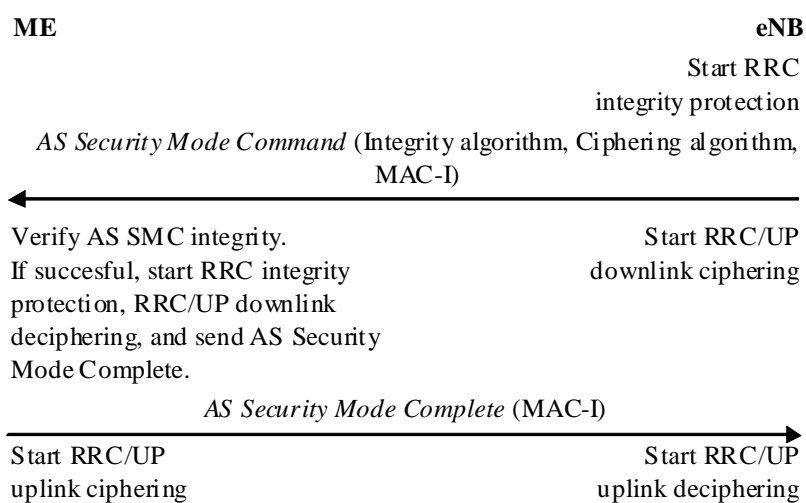 ME eNB
Start RRC
integrity protection
AS Security Mode Command (Integrity algorithm, Ciphering algorithm,
MAC-I)
Verify AS SMC integrity.
If succesful, start RRC integrity
protection, RRC/UP downlink
deciphering, and send AS Security
Mode Complete.
Start RRC/UP
downlink ciphering
AS Security Mode Complete (MAC-I)
Start RRC/UP
uplink ciphering
Start RRC/UP
uplink deciphering